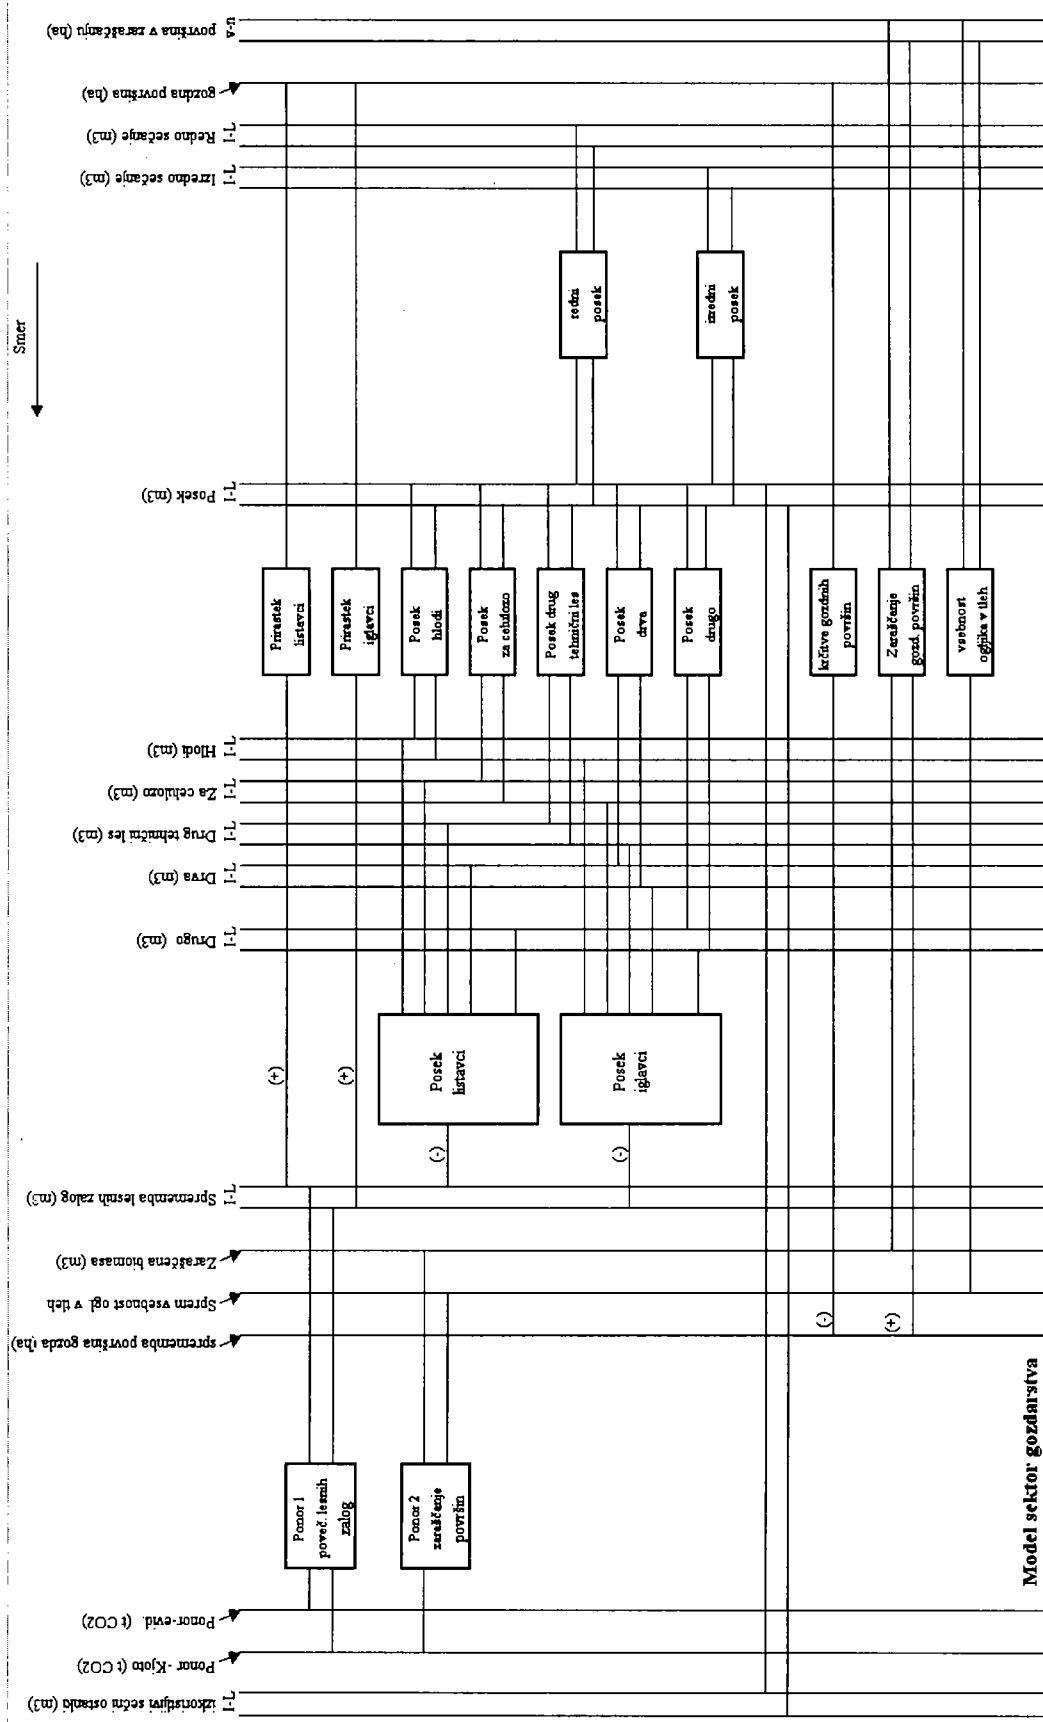 površina v zaraščanju (ha)
u-v
gozdna površina (ha)
Redno sečanje (m3)
L-I
Izredno sečanje (m3)
L-I
Smer
redni
posek
izredni
posek
Posek (m3)
L-I
Prirastek
listavci
Prirastek
iglavci
Posek
hlodi
Posek
za celulozo
Posek drug
tehnični les
Posek
drva
Posek
drugo
krčitve gozdnih
površin
Zaraščanje
gozd. površin
vsebnost
ogljika v tleh
Hlodi (m3)
L-I
Za celulozo (m3)
L-I
Drug tehnični les (m3)
L-I
Drva (m3)
L-I
Drugo (m3)
L-I
Posek
listavci
Posek
iglavci
(+)
(+)
(-)
(-)
Sprememba lesnih zalog (m3)
L-I
Zaraščena biomasa (m3)
Sprem vsebnost ogl. v tleh
sprememba površina gozda (ha)
(-)
(+)
Ponor 1
poveč. lesnih
zalog
Ponor 2
zaraščenje
površin
Ponor-evid. (t CO2)
Ponor -Kjoto (t CO2)
izkoristljivi sečni ostanki (m3)
L-I
Model sektor gozdarstva